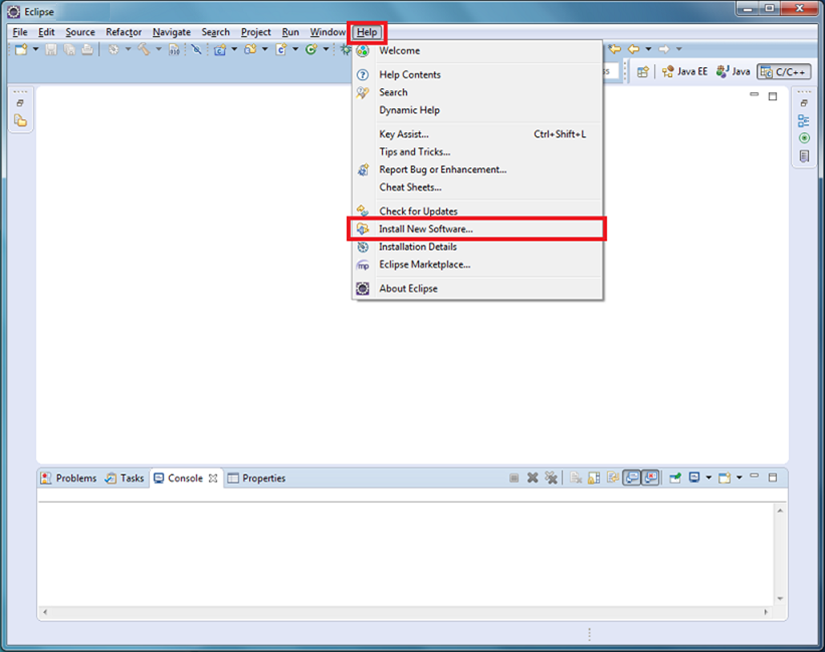 Eclipse
File Edit Source Refactor Navigate Search Project Run Window Help
Java EE Java C/C++
Welcome
Help Contents
Search
Dynamic Help
Key Assist... Ctrl+Shift+L
Tips and Tricks...
Report Bug or Enhancement...
Cheat Sheets...
Check for Updates
Install New Software...
Installation Details
Eclipse Marketplace...
About Eclipse
Problems Tasks Console Properties